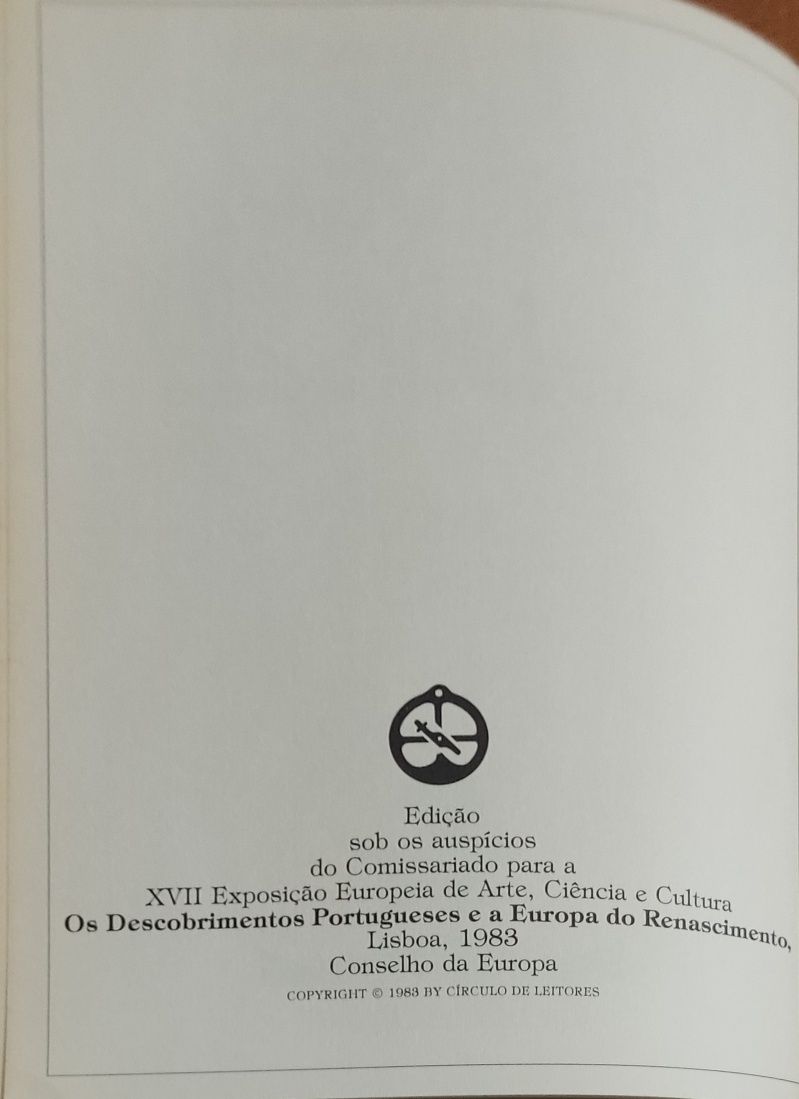 Edição
sob os auspícios
do Comissariado para a
XVII Exposição Europeia de Arte, Ciência e Cultura
Os Descobrimentos Portugueses e a Europa do Renascimento,
Lisboa, 1983
Conselho da Europa
COPYRIGHT © 1983 BY CÍRCULO DE LEITORES